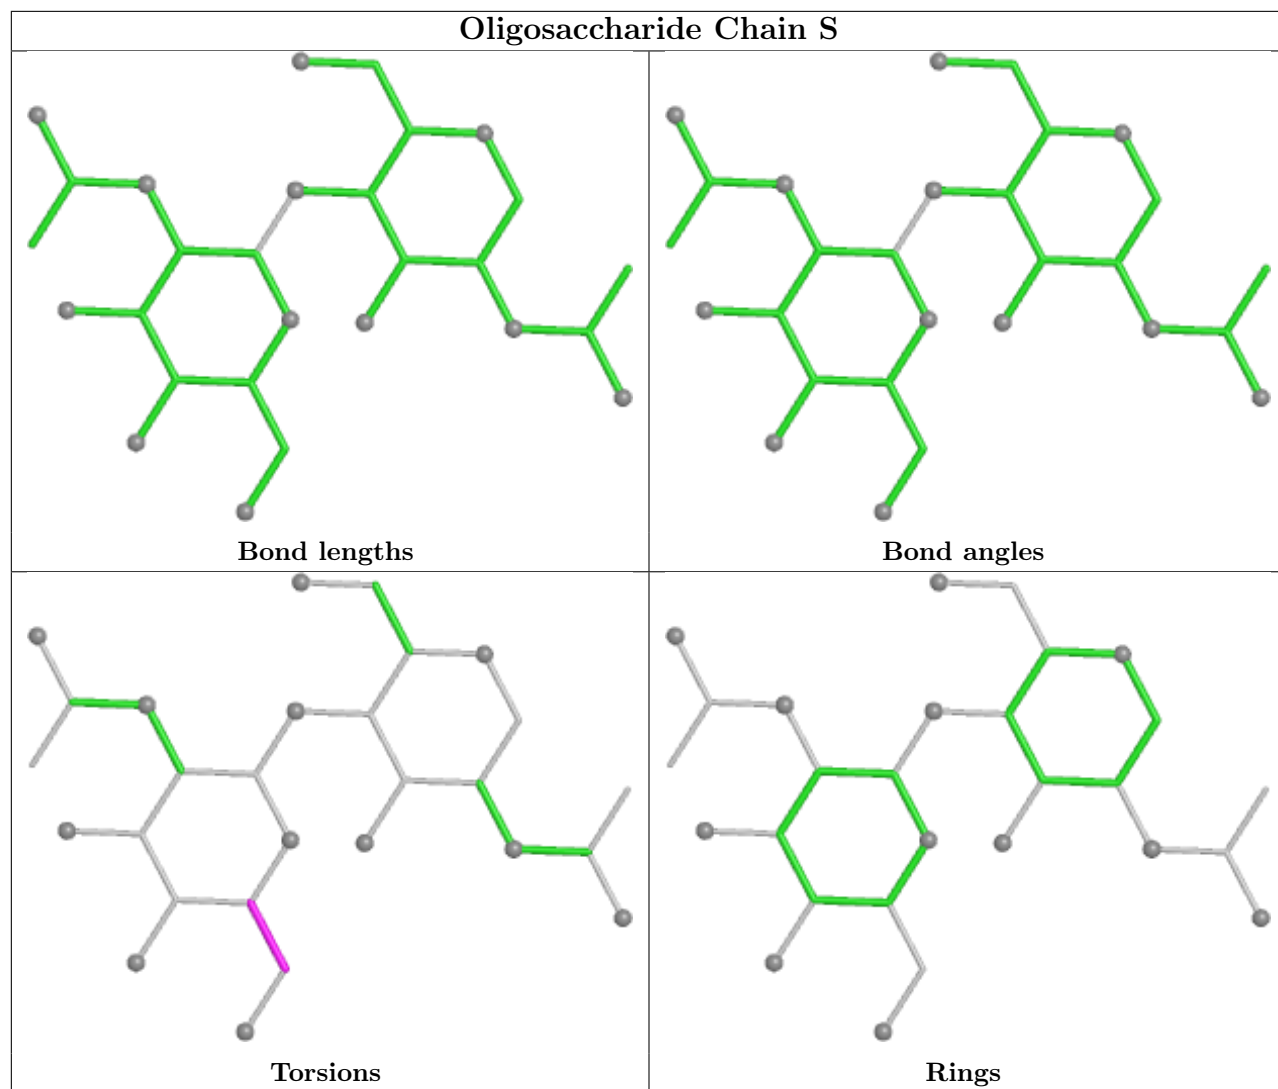 Oligosaccharide Chain S
Bond lengths
Bond angles
Torsions
Rings